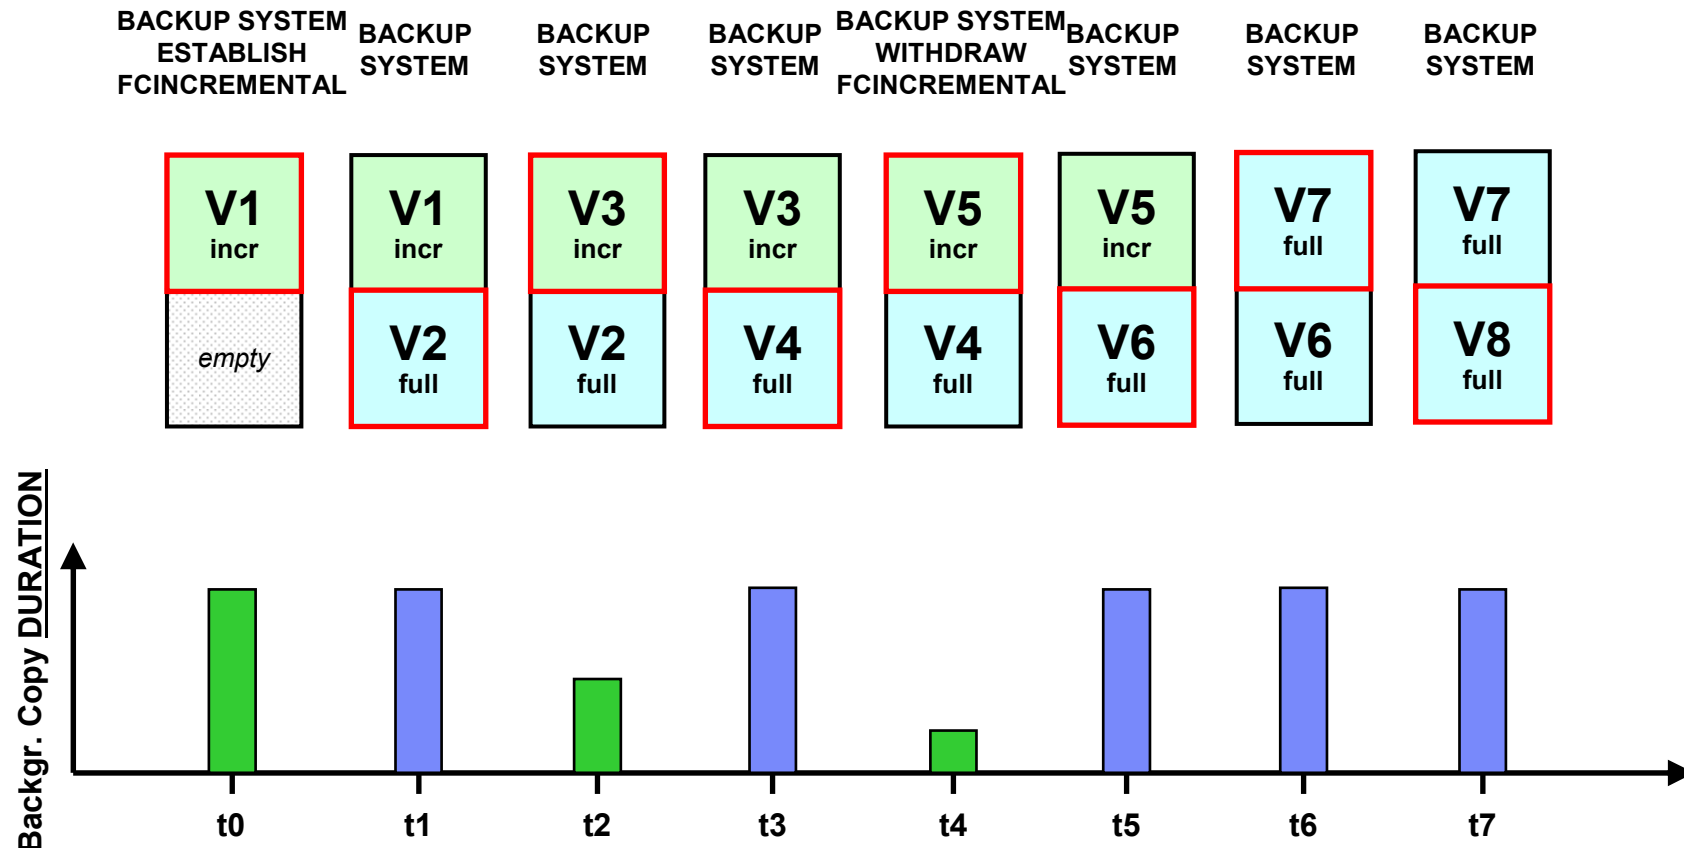 BACKUP SYSTEM
ESTABLISH
FCINCREMENTAL
BACKUP
SYSTEM
BACKUP
SYSTEM
BACKUP
SYSTEM
BACKUP SYSTEM
WITHDRAW
FCINCREMENTAL
BACKUP
SYSTEM
BACKUP
SYSTEM
BACKUP
SYSTEM
V1
incr
empty
V1
incr
V2
full
V3
incr
V2
full
V3
incr
V4
full
V5
incr
V4
full
V5
incr
V6
full
V7
full
V6
full
V7
full
V8
full
Backgr. Copy DURATION
t0
t1
t2
t3
t4
t5
t6
t7